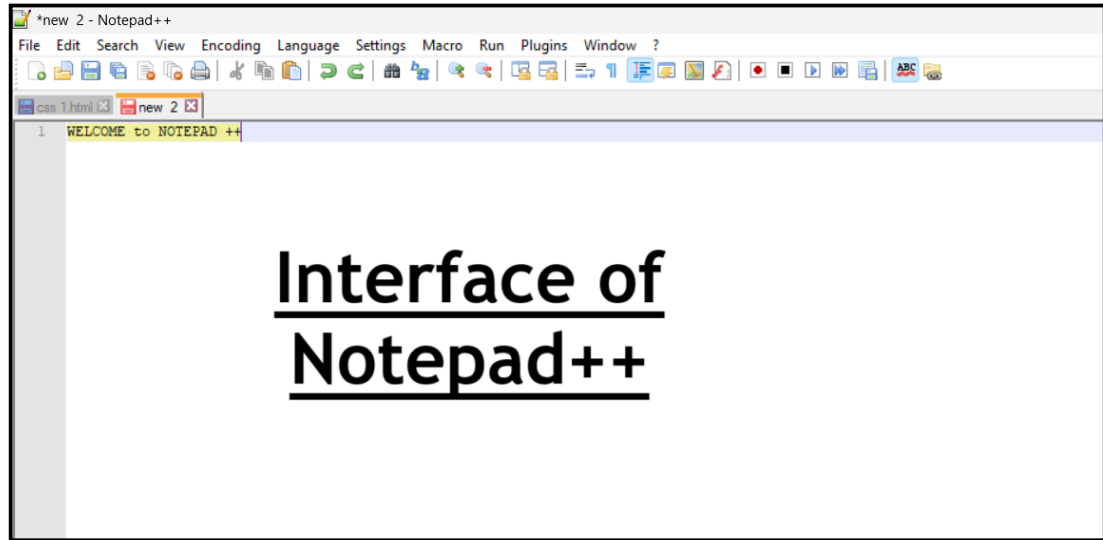 *new 2 - Notepad++
File Edit Search View Encoding Language Settings Macro Run Plugins Window ?
ABC
css 1.html new 2
1 WELCOME to NOTEPAD ++
Interface of
Notepad++